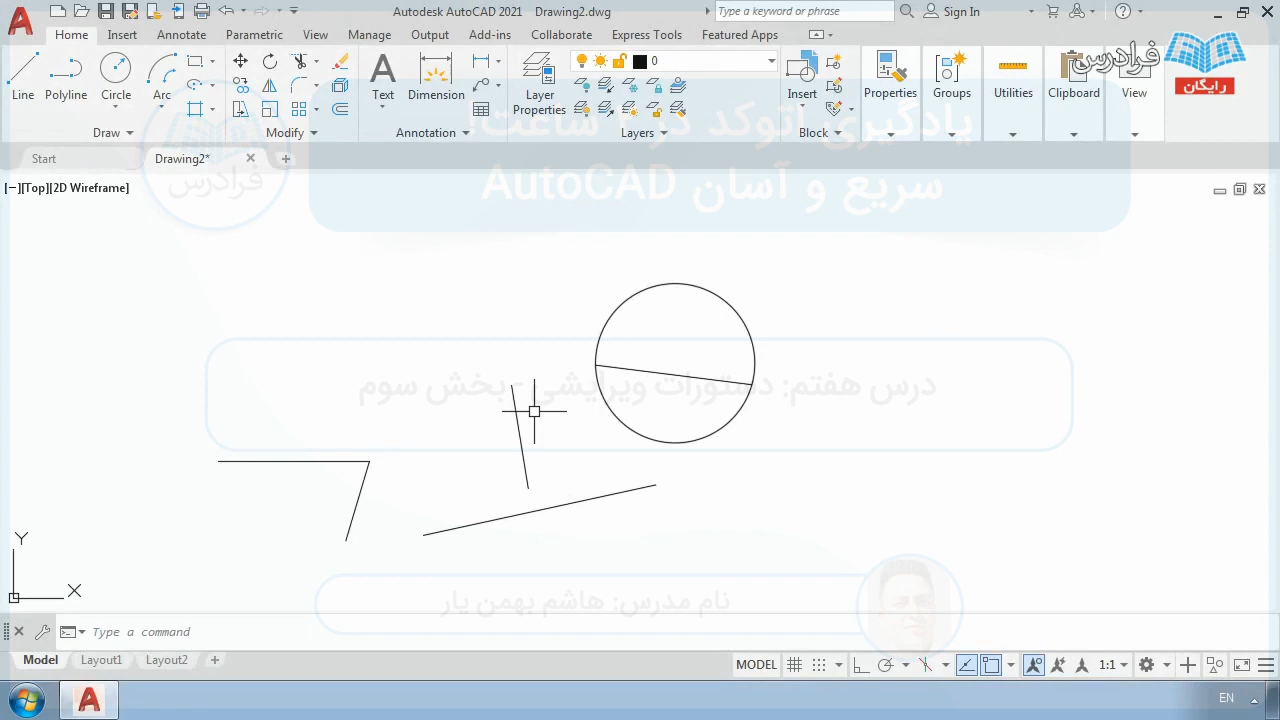 Autodesk AutoCAD 2021 Drawing2.dwg
Type a keyword or phrase
Sign In
Home Insert Annotate Parametric View Manage Output Add-ins Collaborate Express Tools Featured Apps
فرادرس
رایگان
0
Line Polyline Circle Arc
Text Dimension
Layer
Properties
Insert
Properties Groups Utilities Clipboard View
Draw Modify Annotation Layers Block
Start Drawing2*
فرادرس
یادگیری اتوکد در ۳ ساعت:
سریع و آسان AutoCAD
[−][Top][2D Wireframe]
درس هفتم: دستورات ویرایشی - بخش سوم
Y
X
نام مدرس: هاشم بهمن یار
Type a command
Model Layout1 Layout2
MODEL 1:1
EN